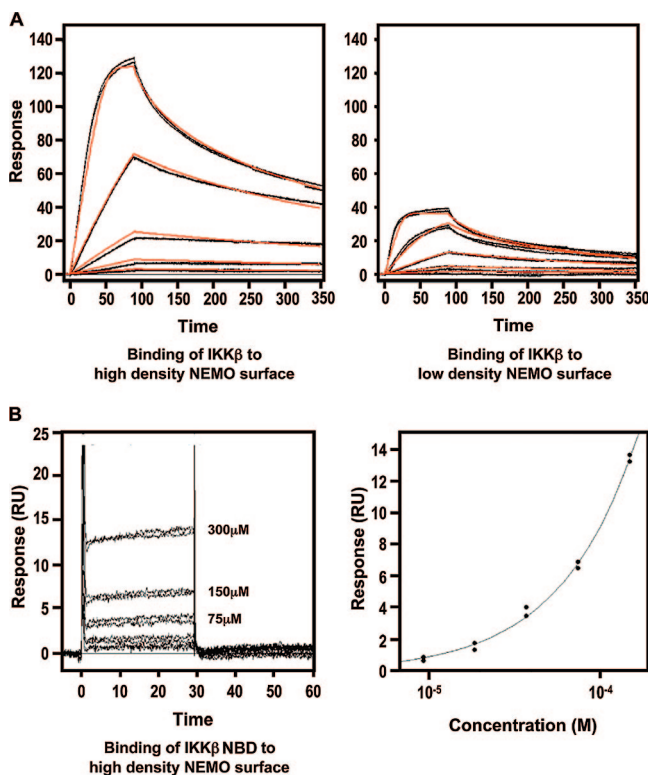 A
140
120
100
80
60
40
20
0
Response
0 50 100 150 200 250 300 350
Time
Binding of IKKβ to
high density NEMO surface
140
120
100
80
60
40
20
0
0 50 100 150 200 250 300 350
Time
Binding of IKKβ to
low density NEMO surface
B
25
20
15
10
5
0
Response (RU)
300μM
150μM
75μM
0 10 20 30 40 50 60
Time
Binding of IKKβ NBD to
high density NEMO surface
14
12
10
8
6
4
2
0
Response (RU)
10-5 10-4
Concentration (M)